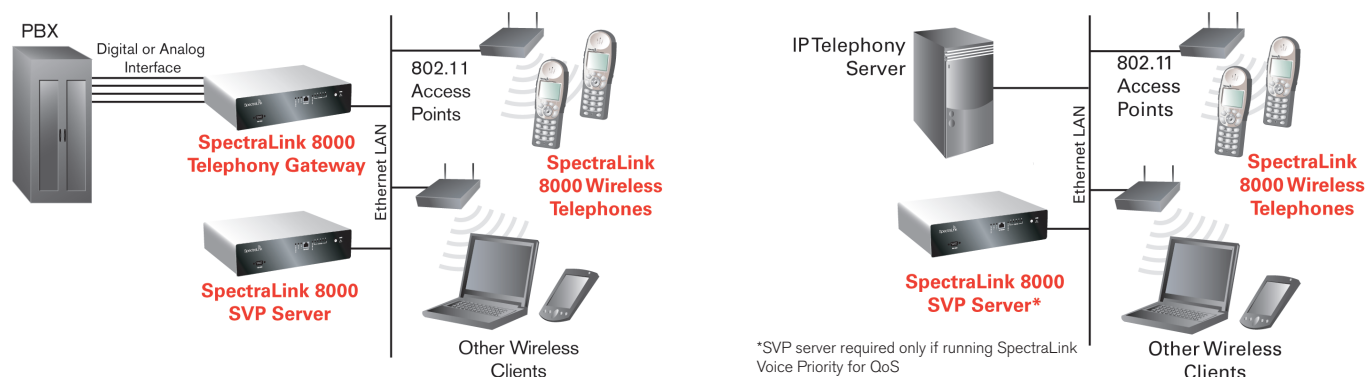 PBX
Digital or Analog
Interface
SpectraLink 8000
Telephony Gateway
SpectraLink 8000
SVP Server
Ethernet LAN
802.11
Access
Points
SpectraLink
8000 Wireless
Telephones
Other Wireless
Clients
IP Telephony
Server
SpectraLink 8000
SVP Server*
*SVP server required only if running SpectraLink
Voice Priority for QoS
Ethernet LAN
802.11
Access
Points
SpectraLink
8000 Wireless
Telephones
Other Wireless
Clients